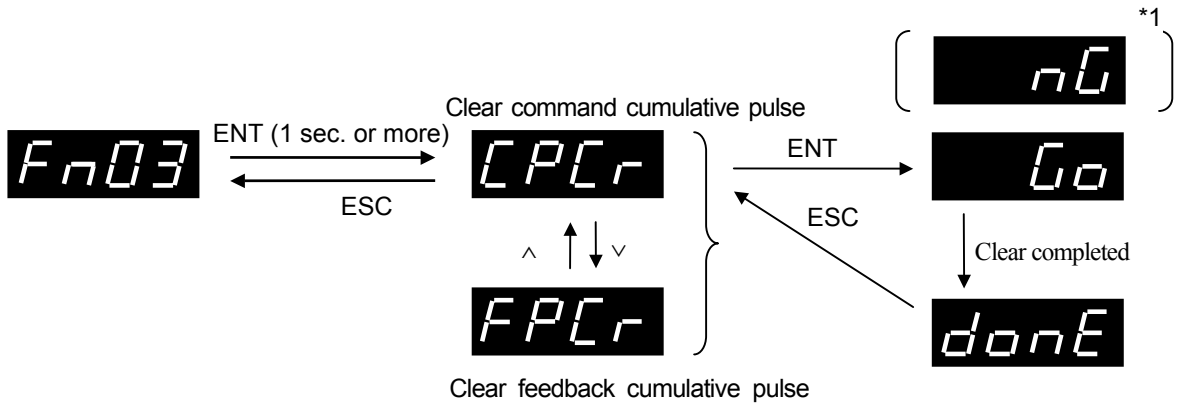 *1
nG
Clear command cumulative pulse
Fn03
ENT (1 sec. or more)
ESC
CPCr
ENT
Go
ESC
∧
∨
Clear completed
FPCr
donE
Clear feedback cumulative pulse